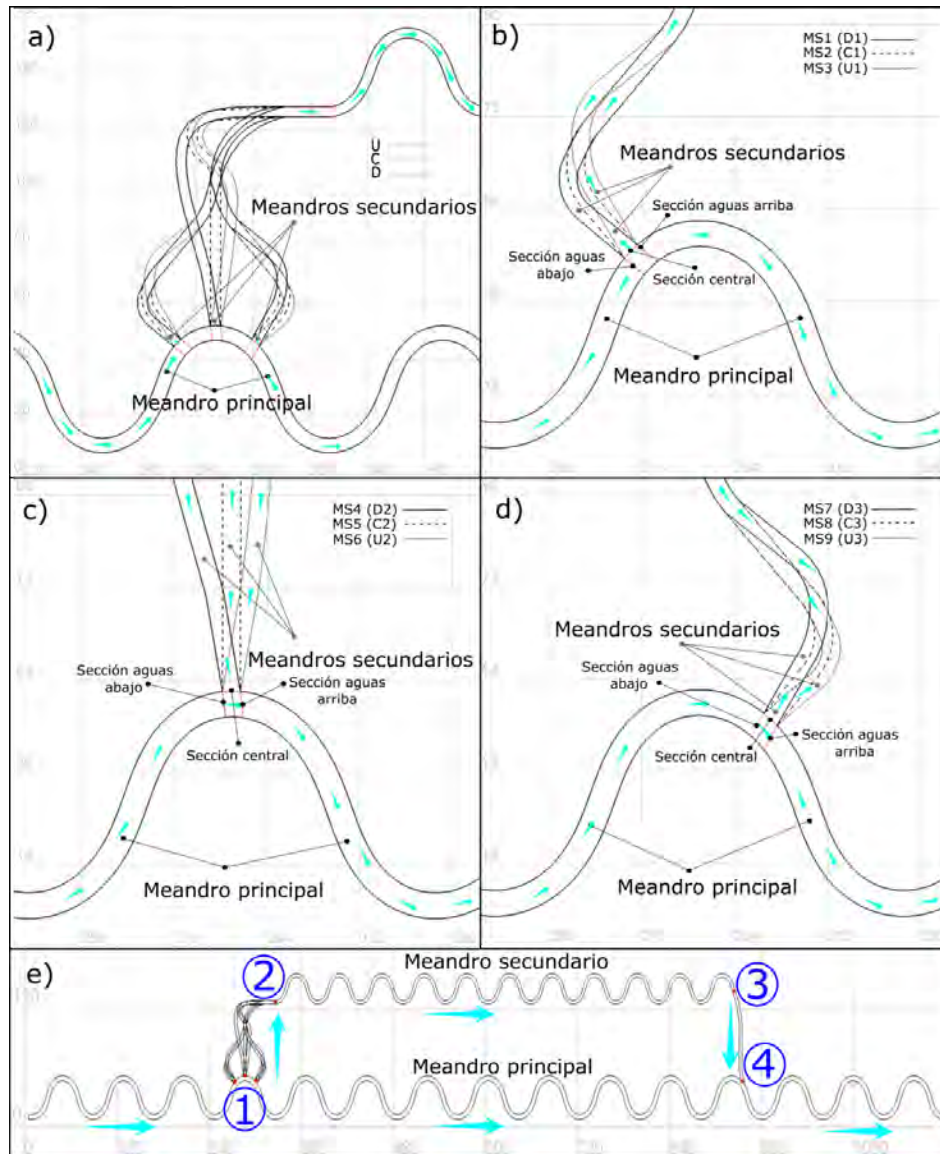 a)
U
C
D
Meandros secundarios
Meandro principal
b)
MS1 (D1)
MS2 (C1)
MS3 (U1)
Meandros secundarios
Sección aguas arriba
Sección aguas
abajo
Sección central
Meandro principal
c)
MS4 (D2)
MS5 (C2)
MS6 (U2)
Meandros secundarios
Sección aguas
abajo
Sección aguas
arriba
Sección central
Meandro principal
d)
MS7 (D3)
MS8 (C3)
MS9 (U3)
Meandros secundarios
Sección aguas
abajo
Sección central
Sección aguas
arriba
Meandro principal
e)
Meandro secundario
2
3
Meandro principal
4
1